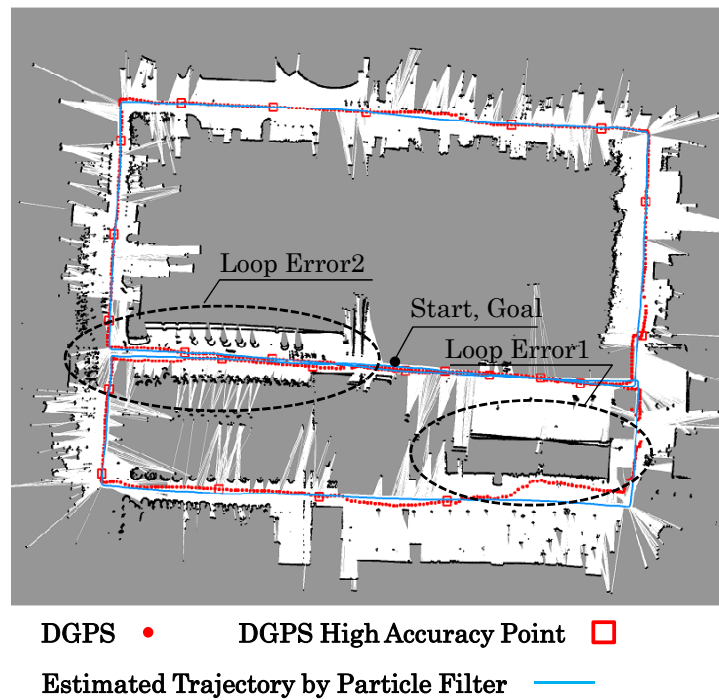 Loop Error2
Start, Goal
Loop Error1
DGPS
DGPS High Accuracy Point
Estimated Trajectory by Particle Filter